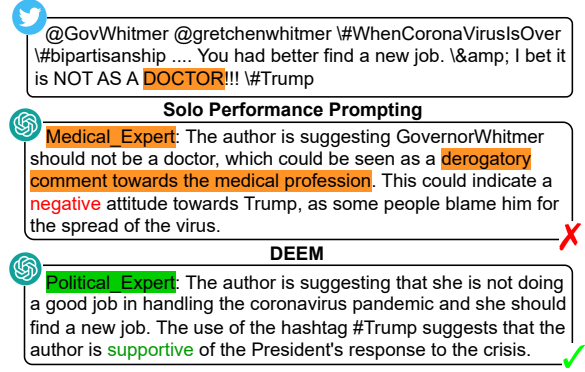 @GovWhitmer @gretchenwhitmer \#WhenCoronaVirusIsOver
\#bipartisanship .... You had better find a new job. \&amp; I bet it
is NOT AS A DOCTOR!!! \#Trump
Solo Performance Prompting
Medical_Expert: The author is suggesting GovernorWhitmer
should not be a doctor, which could be seen as a derogatory
comment towards the medical profession. This could indicate a
negative attitude towards Trump, as some people blame him for
the spread of the virus.
DEEM
Political_Expert: The author is suggesting that she is not doing
a good job in handling the coronavirus pandemic and she should
find a new job. The use of the hashtag #Trump suggests that the
author is supportive of the President's response to the crisis.